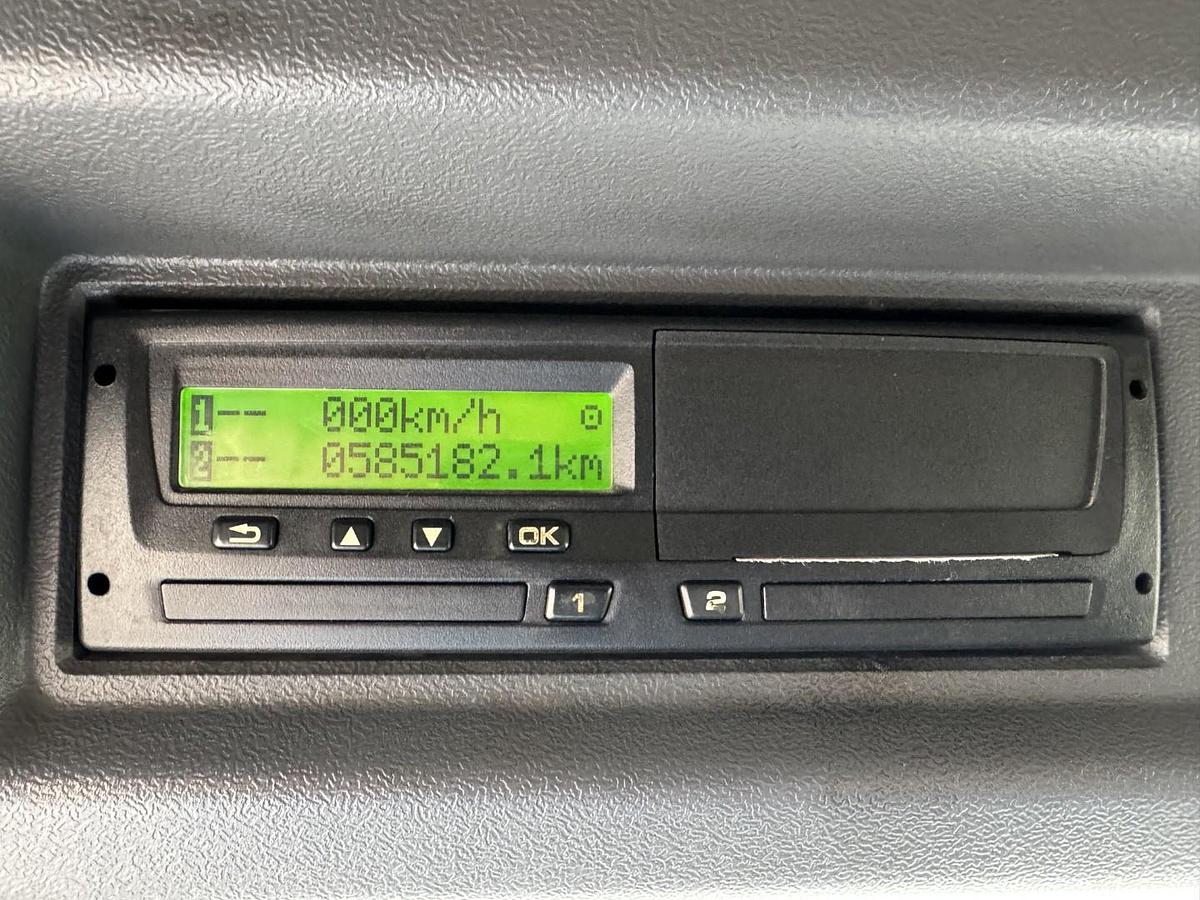 1-- 000km/h ⊙
2-- 0585182.1km
OK
1 2